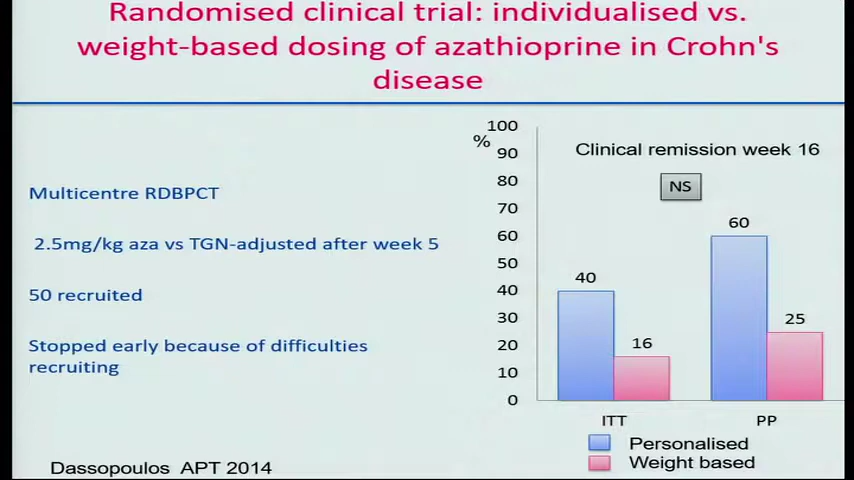 Randomised clinical trial: individualised vs.
weight-based dosing of azathioprine in Crohn's
disease
Multicentre RDBPCT
2.5mg/kg aza vs TGN-adjusted after week 5
50 recruited
Stopped early because of difficulties
recruiting
Dassopoulos APT 2014
%
100
90
80
70
60
50
40
30
20
10
0
Clinical remission week 16
NS
40
16
60
25
ITT
PP
Personalised
Weight based